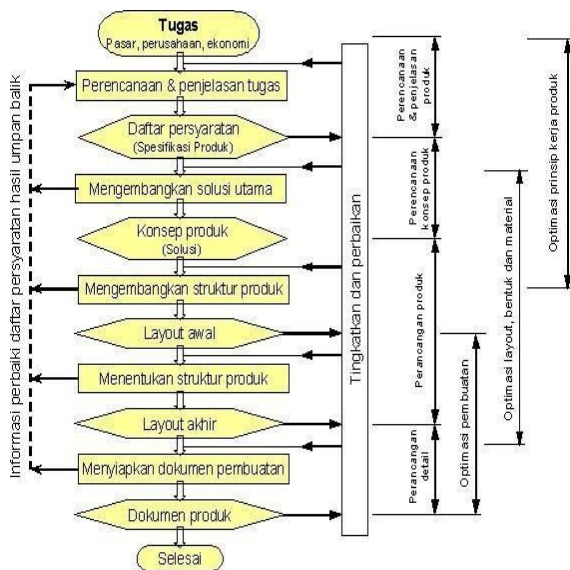 Tugas
Pasar, perusahaan, ekonomi
Perencanaan & penjelasan tugas
Daftar persyaratan
(Spesifikasi Produk)
Mengembangkan solusi utama
Konsep produk
(Solusi)
Mengembangkan struktur produk
Layout awal
Menentukan struktur produk
Layout akhir
Menyiapkan dokumen pembuatan
Dokumen produk
Selesai
Informasi perbaiki daftar persyaratan hasil umpan balik
Tingkatkan dan perbaikan
Perencanaan
& penjelasan
produk
Perencanaan
konsep produk
Perancangan produk
Perancangan
detail
Optimasi pembuatan
Optimasi layout, bentuk dan material
Optimasi prinsip kerja produk